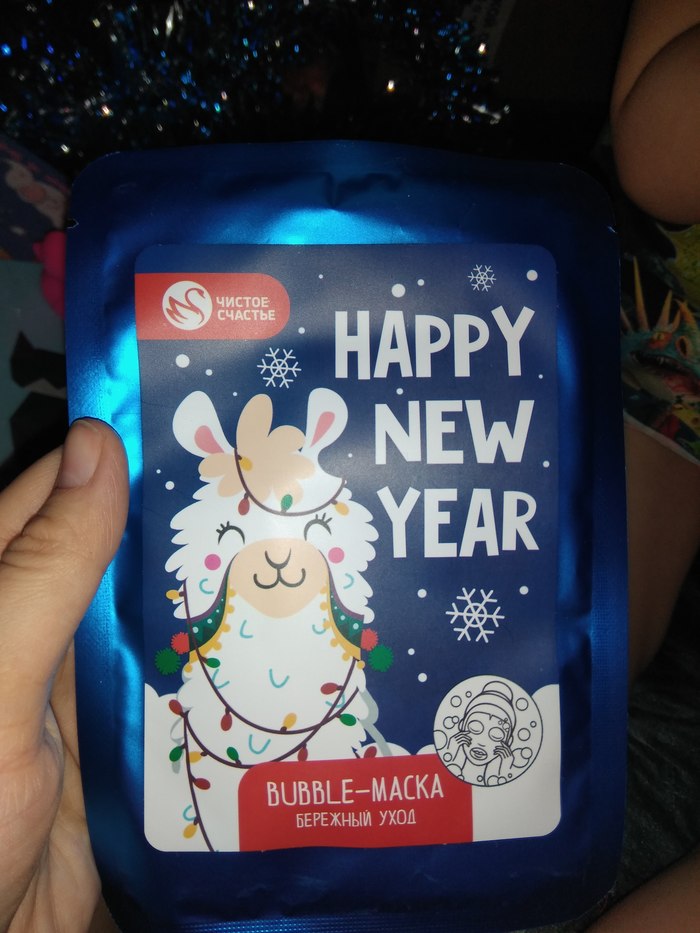 ЧИСТОЕ
СЧАСТЬЕ
HAPPY
NEW
YEAR
BUBBLE-МАСКА
БЕРЕЖНЫЙ УХОД